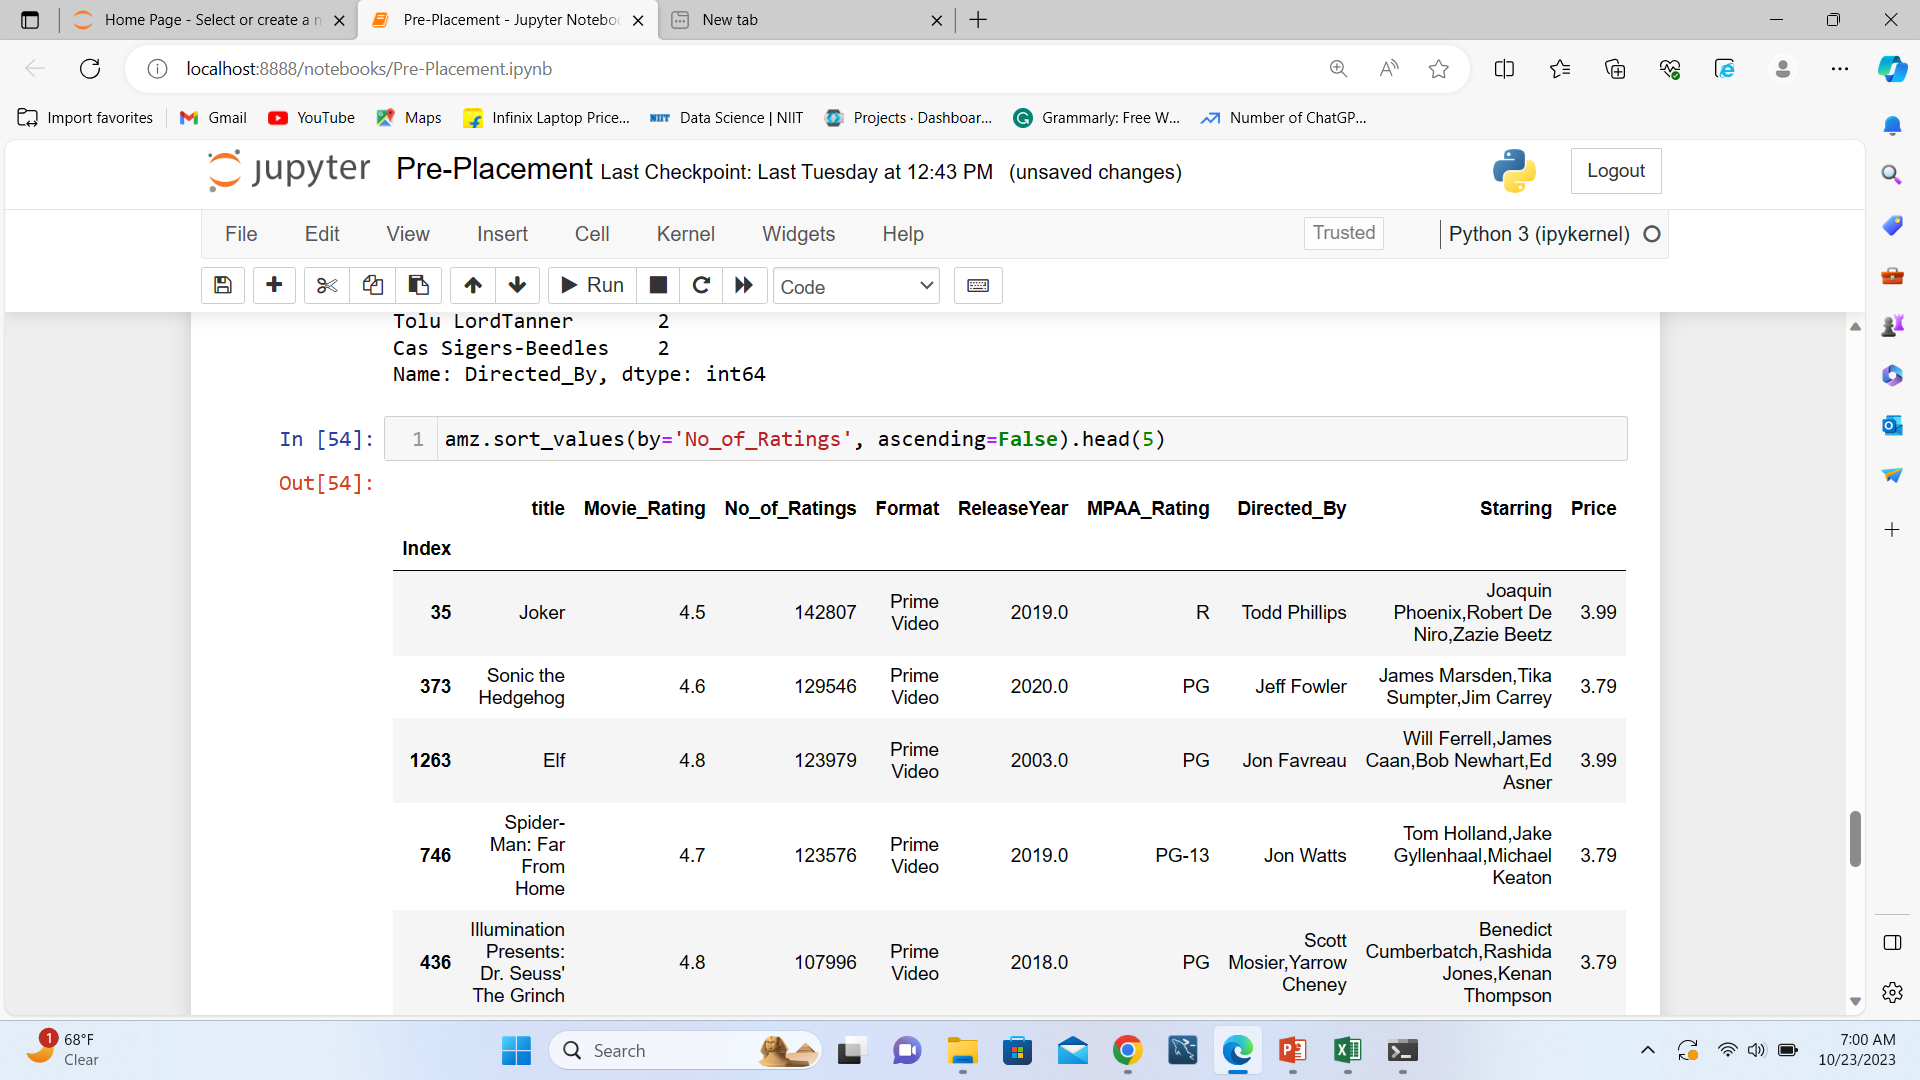 Home Page - Select or create a n
Pre-Placement - Jupyter Notebo
New tab
localhost:8888/notebooks/Pre-Placement.ipynb
Import favorites
Gmail
YouTube
Maps
Infinix Laptop Price...
NIIT Data Science | NIIT
Projects · Dashboar...
Grammarly: Free W...
Number of ChatGP...
jupyter Pre-Placement Last Checkpoint: Last Tuesday at 12:43 PM (unsaved changes)
Logout
File Edit View Insert Cell Kernel Widgets Help
Trusted
Python 3 (ipykernel)
Run
Code
Tolu LordTanner 2
Cas Sigers-Beedles 2
Name: Directed_By, dtype: int64
In [54]: 1 amz.sort_values(by='No_of_Ratings', ascending=False).head(5)
Out[54]:
title Movie_Rating No_of_Ratings Format ReleaseYear MPAA_Rating Directed_By Starring Price
Index
35 Joker 4.5 142807 Prime Video 2019.0 R Todd Phillips Joaquin Phoenix,Robert De Niro,Zazie Beetz 3.99
373 Sonic the Hedgehog 4.6 129546 Prime Video 2020.0 PG Jeff Fowler James Marsden,Tika Sumpter,Jim Carrey 3.79
1263 Elf 4.8 123979 Prime Video 2003.0 PG Jon Favreau Will Ferrell,James Caan,Bob Newhart,Ed Asner 3.99
746 Spider-Man: Far From Home 4.7 123576 Prime Video 2019.0 PG-13 Jon Watts Tom Holland,Jake Gyllenhaal,Michael Keaton 3.79
436 Illumination Presents: Dr. Seuss' The Grinch 4.8 107996 Prime Video 2018.0 PG Scott Mosier,Yarrow Cheney Benedict Cumberbatch,Rashida Jones,Kenan Thompson 3.79
1
68°F
Clear
Search
7:00 AM
10/23/2023